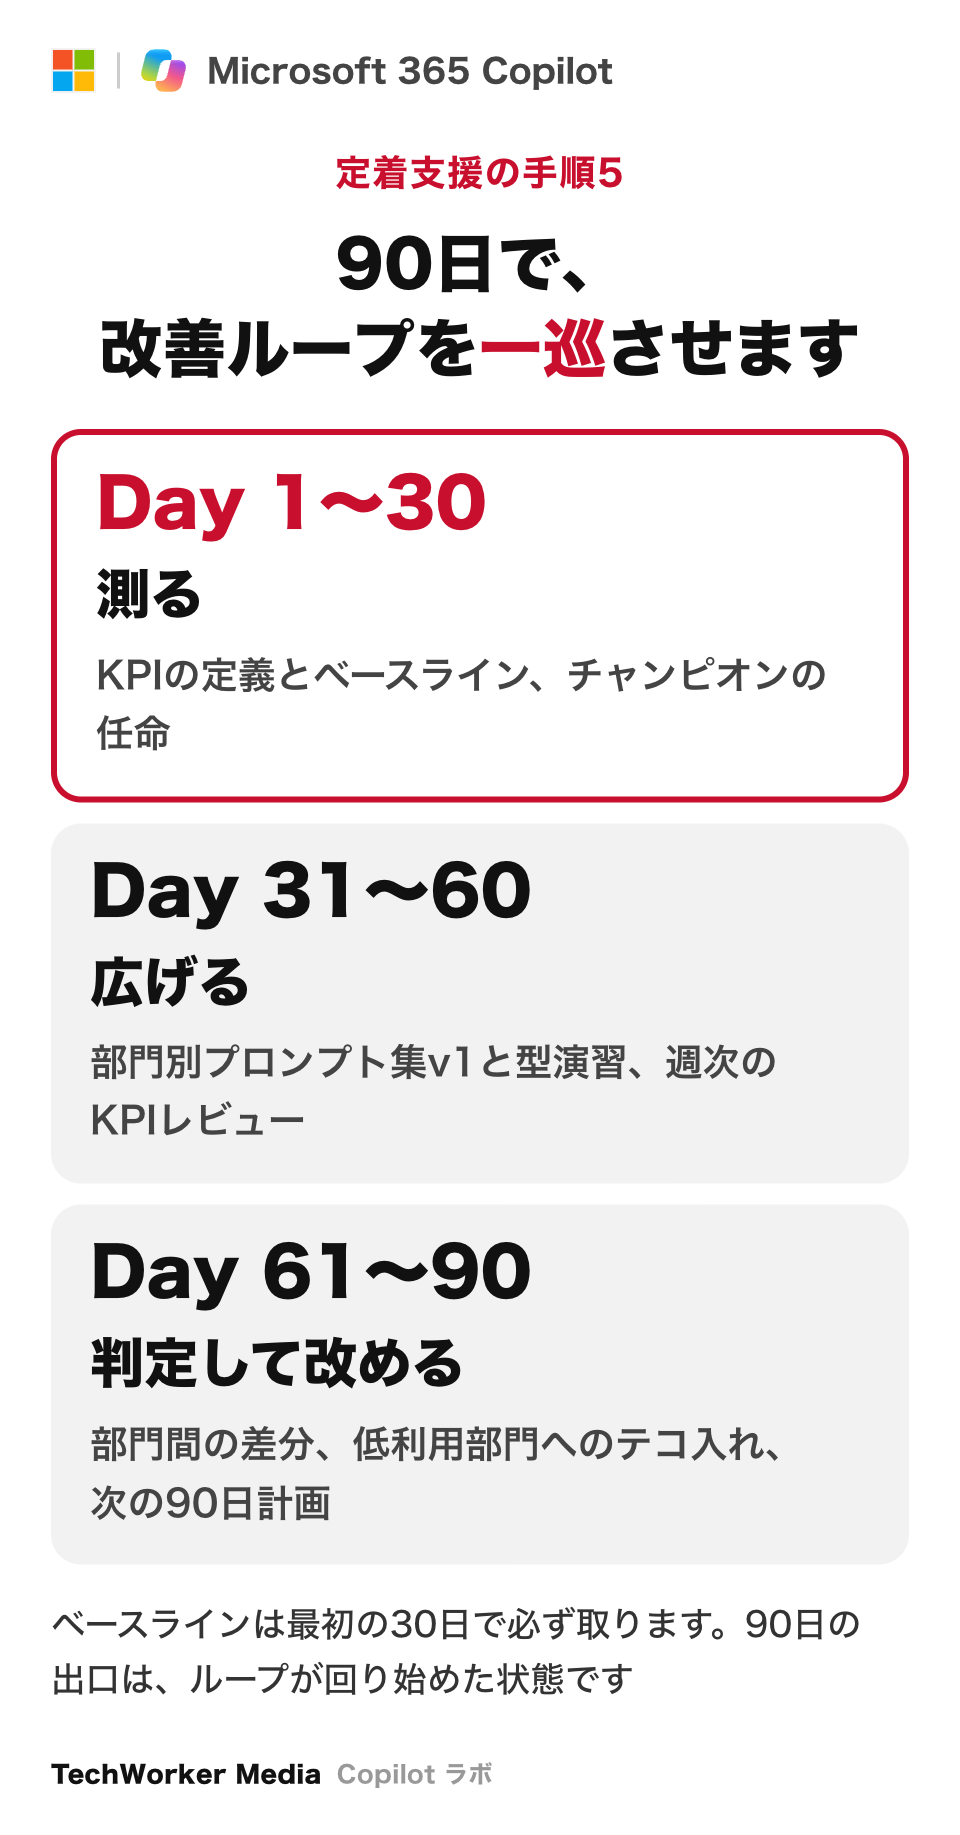 Microsoft 365 Copilot
定着支援の手順5
90日で、
改善ループを一巡させます
Day 1〜30
測る
KPIの定義とベースライン、チャンピオンの
任命
Day 31〜60
広げる
部門別プロンプト集v1と型演習、週次の
KPIレビュー
Day 61〜90
判定して改める
部門間の差分、低利用部門へのテコ入れ、
次の90日計画
ベースラインは最初の30日で必ず取ります。90日の
出口は、ループが回り始めた状態です
TechWorker Media Copilot ラボ